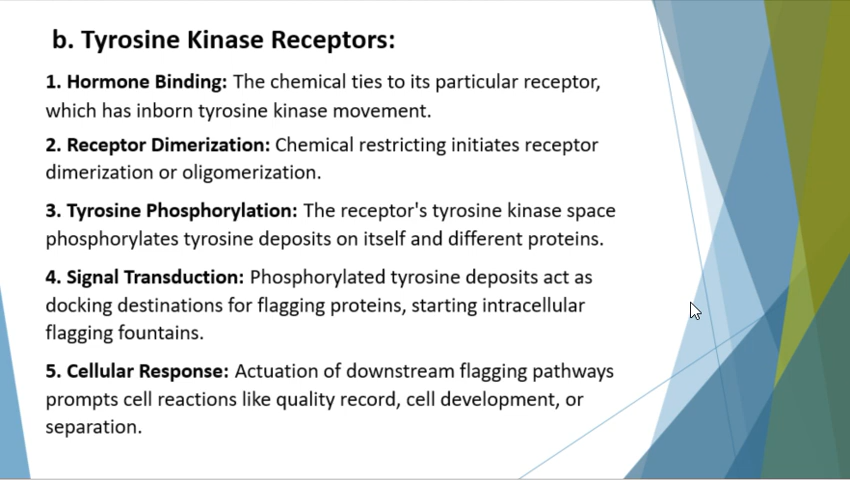 b. Tyrosine Kinase Receptors:
1. Hormone Binding: The chemical ties to its particular receptor,
which has inborn tyrosine kinase movement.
2. Receptor Dimerization: Chemical restricting initiates receptor
dimerization or oligomerization.
3. Tyrosine Phosphorylation: The receptor's tyrosine kinase space
phosphorylates tyrosine deposits on itself and different proteins.
4. Signal Transduction: Phosphorylated tyrosine deposits act as
docking destinations for flagging proteins, starting intracellular
flagging fountains.
5. Cellular Response: Actuation of downstream flagging pathways
prompts cell reactions like quality record, cell development, or
separation.